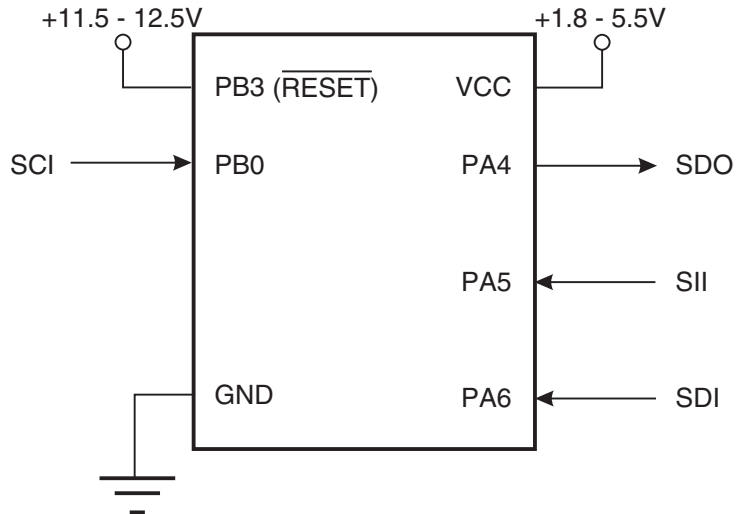 +11.5 - 12.5V
+1.8 - 5.5V
PB3 (RESET)
VCC
SCI
PB0
PA4
SDO
PA5
SII
GND
PA6
SDI